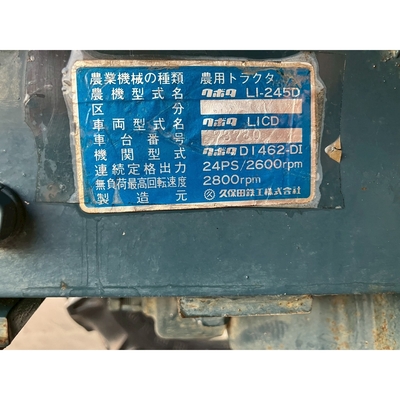 農業機械の種類 農用トラクタ
農機型式名 クボタ L1-245D
区分
車両型式名 クボタ L1CD
車台番号
機関型式 クボタ D1462-DI
連続定格出力 24PS/2600rpm
無負荷最高回転速度 2800rpm
製造元 久保田鉄工株式会社